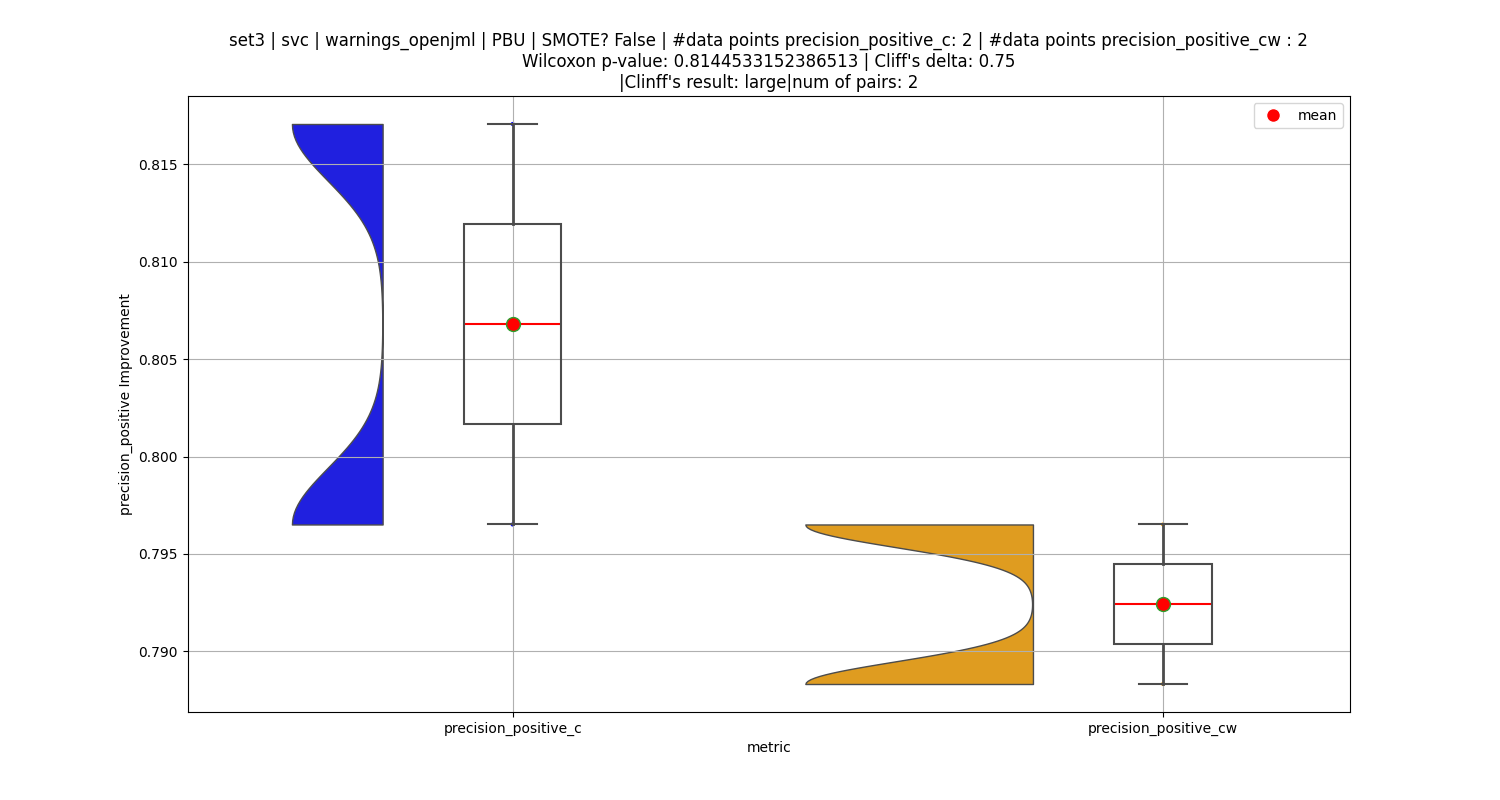 set3 | svc | warnings_openjml | PBU | SMOTE? False | #data points precision_positive_c: 2 | #data points precision_positive_cw : 2
Wilcoxon p-value: 0.8144533152386513 | Cliff's delta: 0.75
|Clinff's result: large|num of pairs: 2
mean
0.815
0.810
0.805
0.800
0.795
0.790
precision_positive Improvement
precision_positive_c
precision_positive_cw
metric